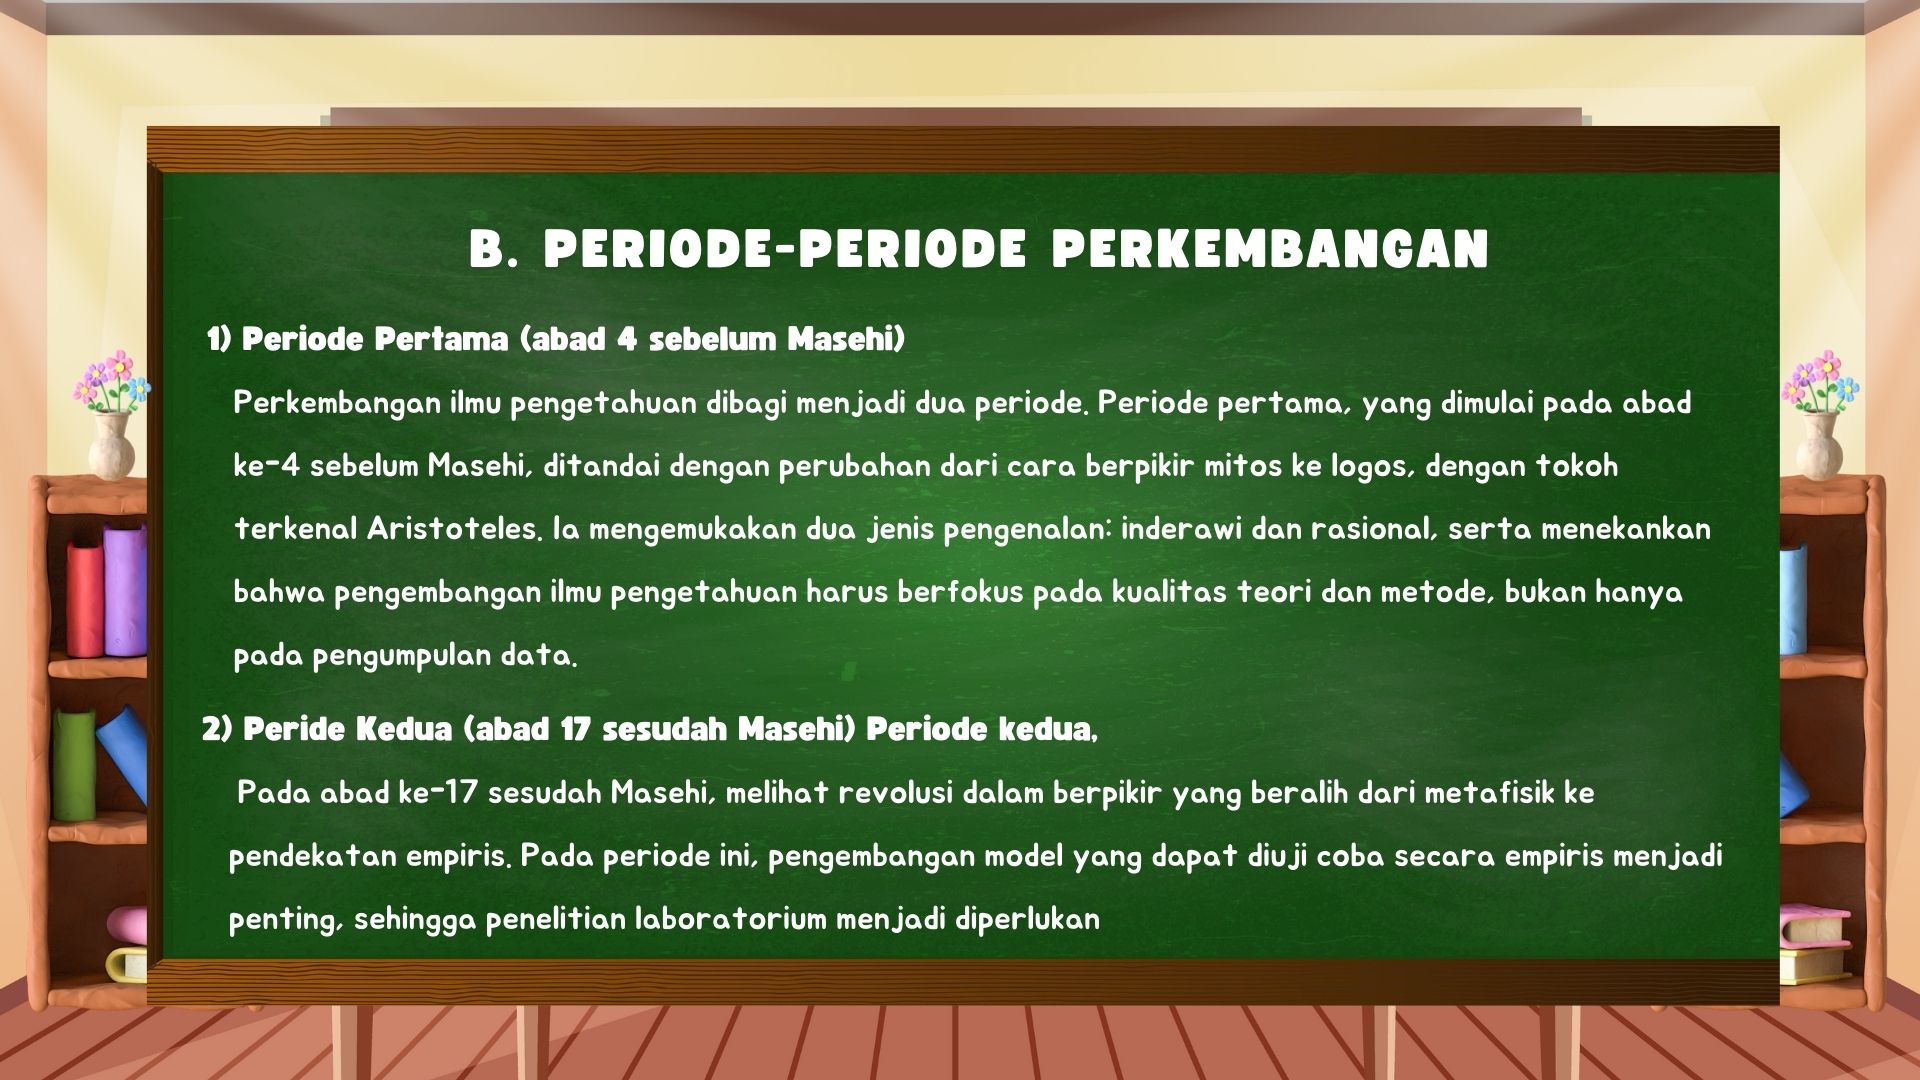 B. PERIODE-PERIODE PERKEMBANGAN
1) Periode Pertama (abad 4 sebelum Masehi)
Perkembangan ilmu pengetahuan dibagi menjadi dua periode. Periode pertama, yang dimulai pada abad
ke-4 sebelum Masehi, ditandai dengan perubahan dari cara berpikir mitos ke logos, dengan tokoh
terkenal Aristoteles. Ia mengemukakan dua jenis pengenalan: inderawi dan rasional, serta menekankan
bahwa pengembangan ilmu pengetahuan harus berfokus pada kualitas teori dan metode, bukan hanya
pada pengumpulan data.
2) Peride Kedua (abad 17 sesudah Masehi) Periode kedua,
Pada abad ke-17 sesudah Masehi, melihat revolusi dalam berpikir yang beralih dari metafisik ke
pendekatan empiris. Pada periode ini, pengembangan model yang dapat diuji coba secara empiris menjadi
penting, sehingga penelitian laboratorium menjadi diperlukan